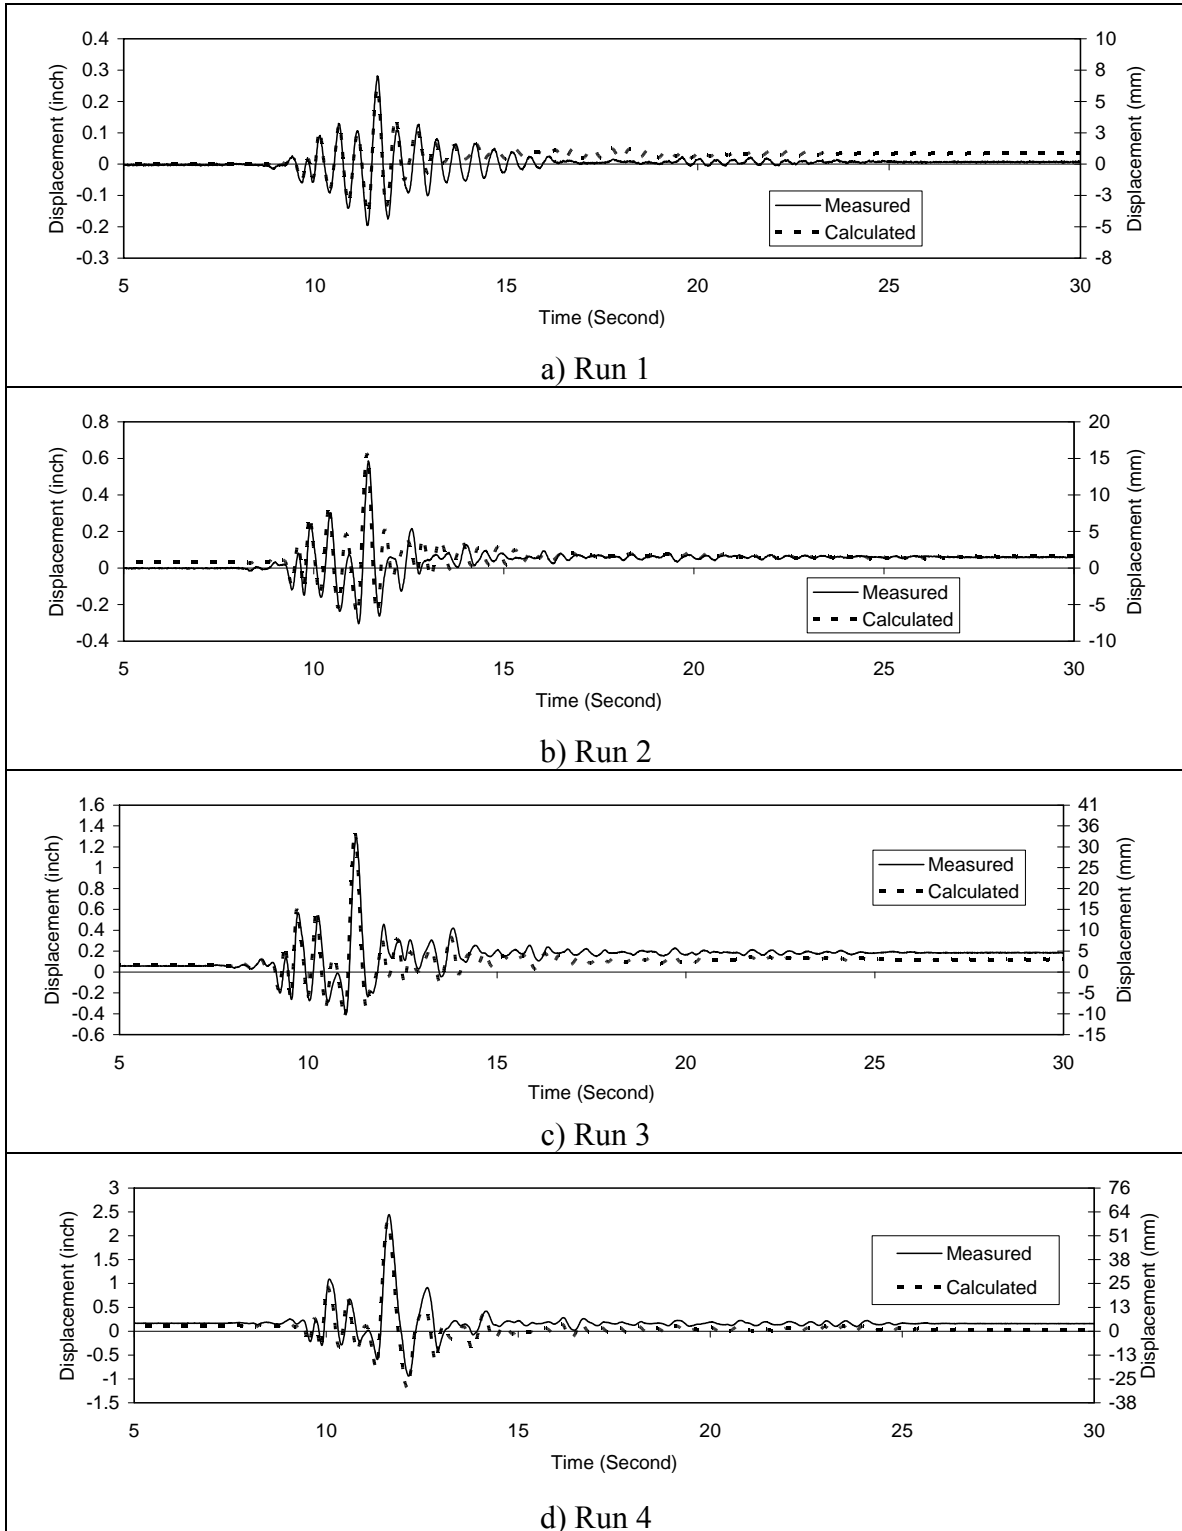 0.4
0.3
0.2
0.1
0
-0.1
-0.2
-0.3
Displacement (inch)
10
8
5
3
0
-3
-5
-8
Displacement (mm)
Measured
Calculated
5 10 15 20 25 30
Time (Second)
a) Run 1
0.8
0.6
0.4
0.2
0
-0.2
-0.4
Displacement (inch)
20
15
10
5
0
-5
-10
Displacement (mm)
Measured
Calculated
5 10 15 20 25 30
Time (Second)
b) Run 2
1.6
1.4
1.2
1
0.8
0.6
0.4
0.2
0
-0.2
-0.4
-0.6
Displacement (inch)
41
36
30
25
20
15
10
5
0
-5
-10
-15
Displacement (mm)
Measured
Calculated
5 10 15 20 25 30
Time (Second)
c) Run 3
3
2.5
2
1.5
1
0.5
0
-0.5
-1
-1.5
Displacement (inch)
76
64
51
38
25
13
0
-13
-25
-38
Displacement (mm)
Measured
Calculated
5 10 15 20 25 30
Time (Second)
d) Run 4